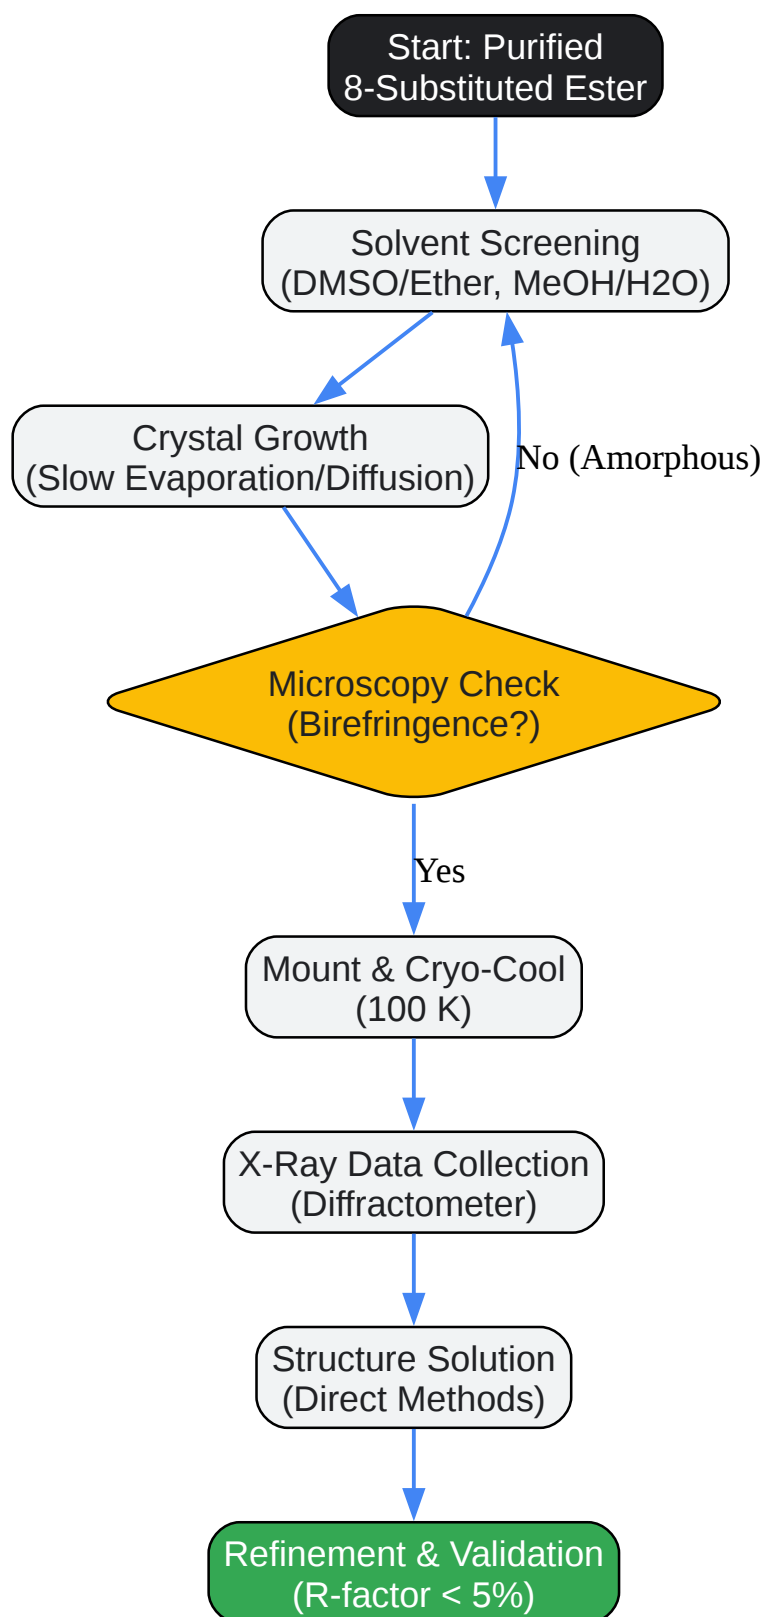 Start: Purified
8-Substituted Ester
Solvent Screening
(DMSO/Ether, MeOH/H2O)
Crystal Growth
(Slow Evaporation/Diffusion)
No (Amorphous)
Microscopy Check
(Birefringence?)
Yes
Mount & Cryo-Cool
(100 K)
X-Ray Data Collection
(Diffractometer)
Structure Solution
(Direct Methods)
Refinement & Validation
(R-factor < 5%)